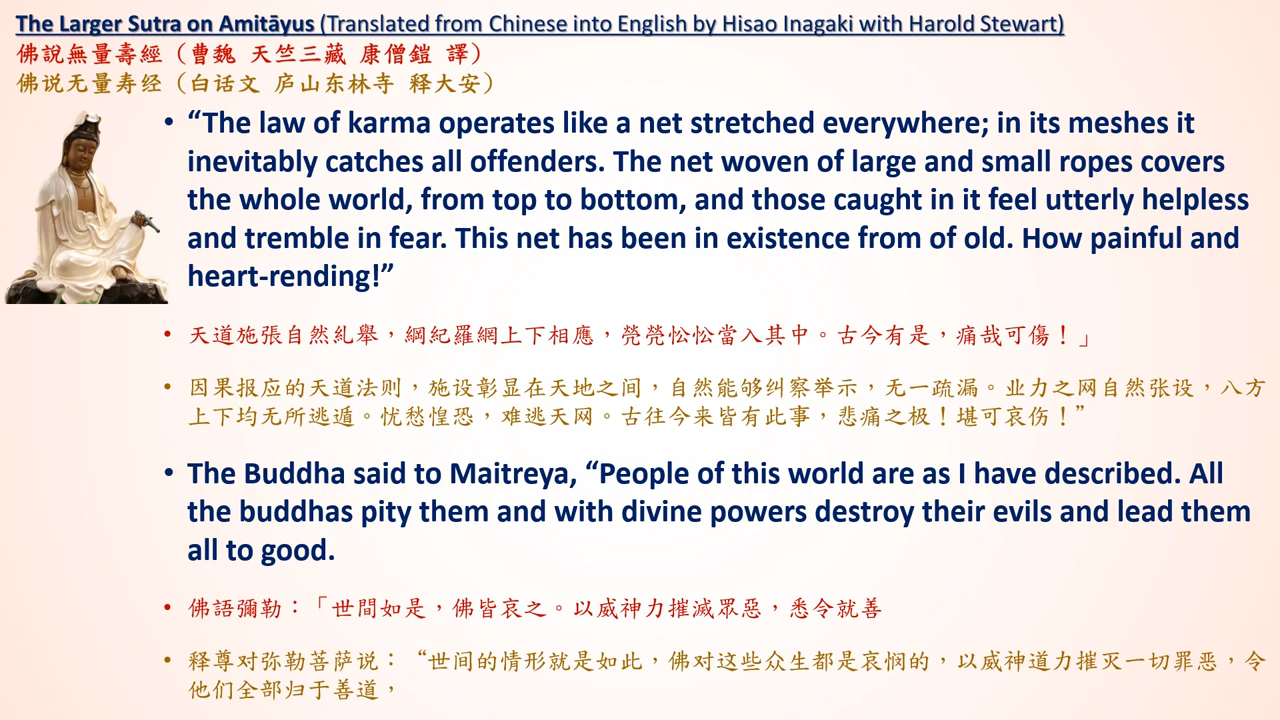 The Larger Sutra on Amitāyus (Translated from Chinese into English by Hisao Inagaki with Harold Stewart)
佛說無量壽經（曹魏 天竺三藏 康僧鎧 譯）
佛说无量寿经（白话文 庐山东林寺 释大安）
• “The law of karma operates like a net stretched everywhere; in its meshes it
inevitably catches all offenders. The net woven of large and small ropes covers
the whole world, from top to bottom, and those caught in it feel utterly helpless
and tremble in fear. This net has been in existence from of old. How painful and
heart-rending!”
• 天道施張自然糺舉，綱紀羅網上下相應，煢煢忪忪當入其中。古今有是，痛哉可傷！」
• 因果报应的天道法则，施设彰显在天地之间，自然能够纠察举示，无一疏漏。业力之网自然张设，八方
上下均无所逃遁。忧愁惶恐，难逃天网。古往今来皆有此事，悲痛之极！堪可哀伤！”
• The Buddha said to Maitreya, “People of this world are as I have described. All
the buddhas pity them and with divine powers destroy their evils and lead them
all to good.
• 佛語彌勒：「世間如是，佛皆哀之。以威神力摧滅眾惡，悉令就善
• 释尊对弥勒菩萨说：“世间的情形就是如此，佛对这些众生都是哀悯的，以威神道力摧灭一切罪恶，令
他们全部归于善道，